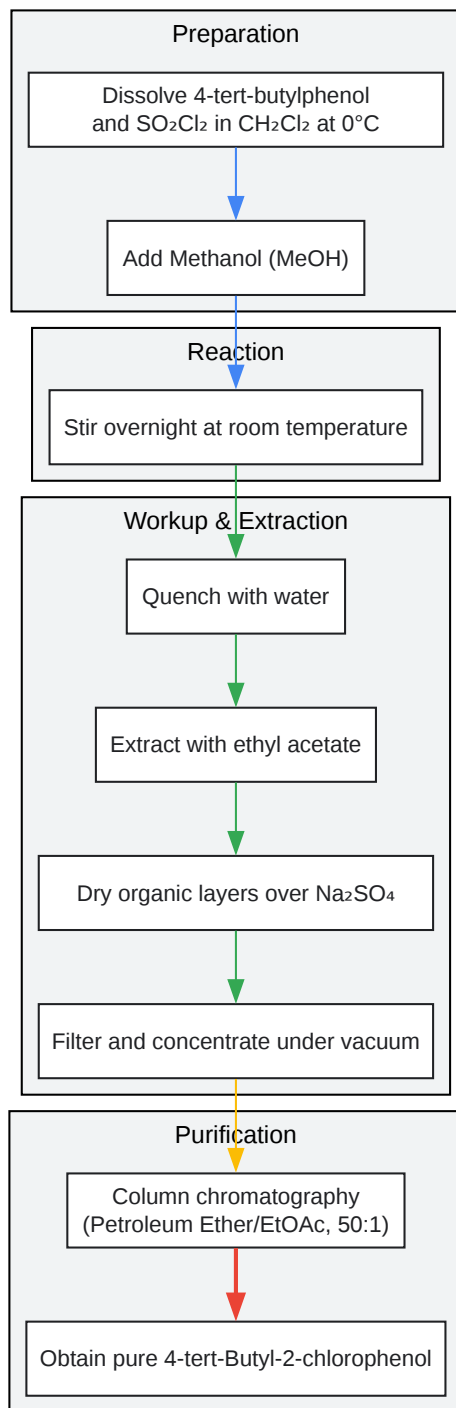 Preparation
Dissolve 4-tert-butylphenol
and SO₂Cl₂ in CH₂Cl₂ at 0°C
Add Methanol (MeOH)
Reaction
Stir overnight at room temperature
Workup & Extraction
Quench with water
Extract with ethyl acetate
Dry organic layers over Na₂SO₄
Filter and concentrate under vacuum
Purification
Column chromatography
(Petroleum Ether/EtOAc, 50:1)
Obtain pure 4-tert-Butyl-2-chlorophenol